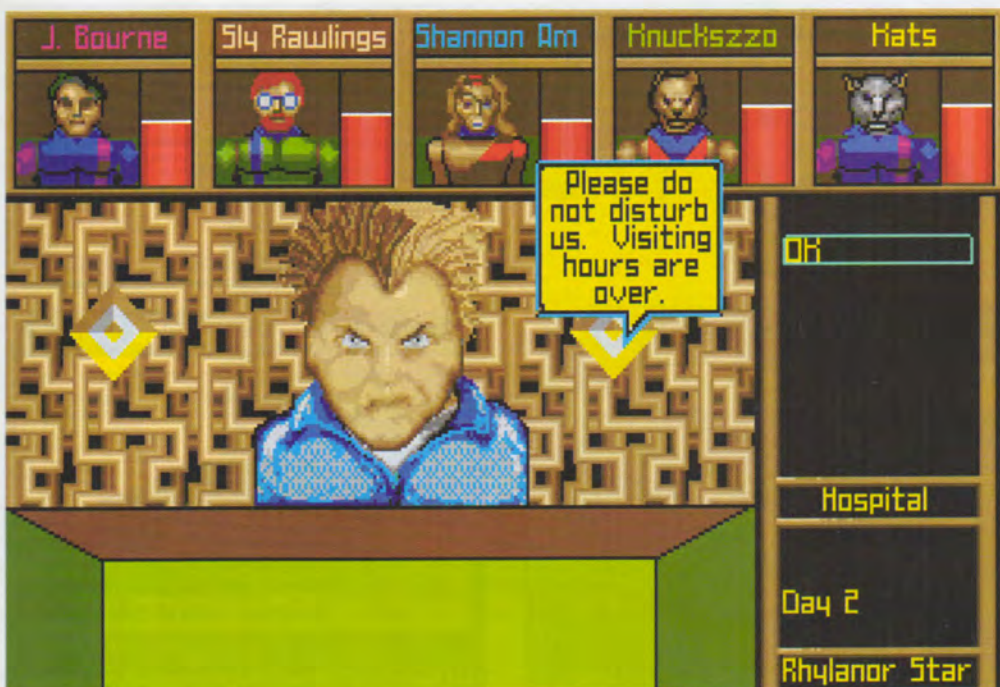 J. Bourne
Sly Rawlings
Shannon Am
Knuckszzo
Kats
Please do
not disturb
us. Visiting
hours are
over.
OK
Hospital
Day 2
Rhylanor Star